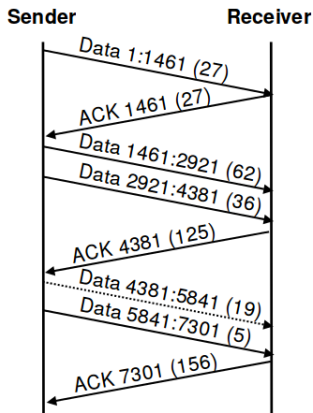 Sender Receiver
Data 1:1461 (27)
ACK 1461 (27)
Data 1461:2921 (62)
Data 2921:4381 (36)
ACK 4381 (125)
Data 4381:5841 (19)
Data 5841:7301 (5)
ACK 7301 (156)